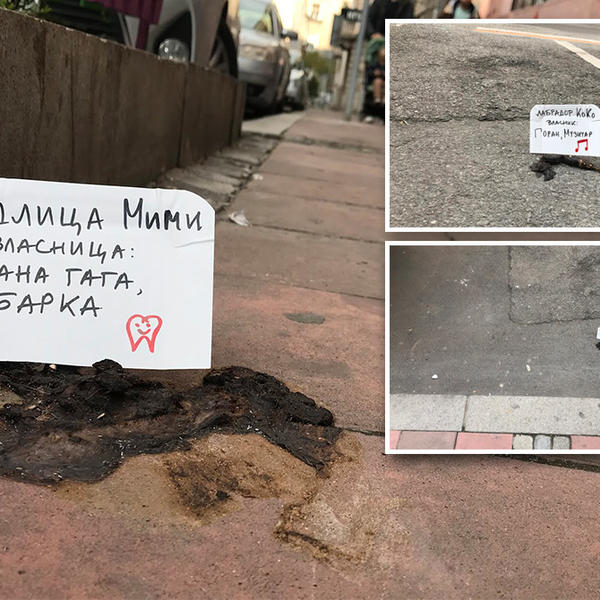 ДЛИЦА Мими
ВЛАСНИЦА:
АНА ГАГА,
БАРКА
ЛАБРАДОР КоКо
ВЛАСНИК:
ГОРАН, МУЗИЧАР